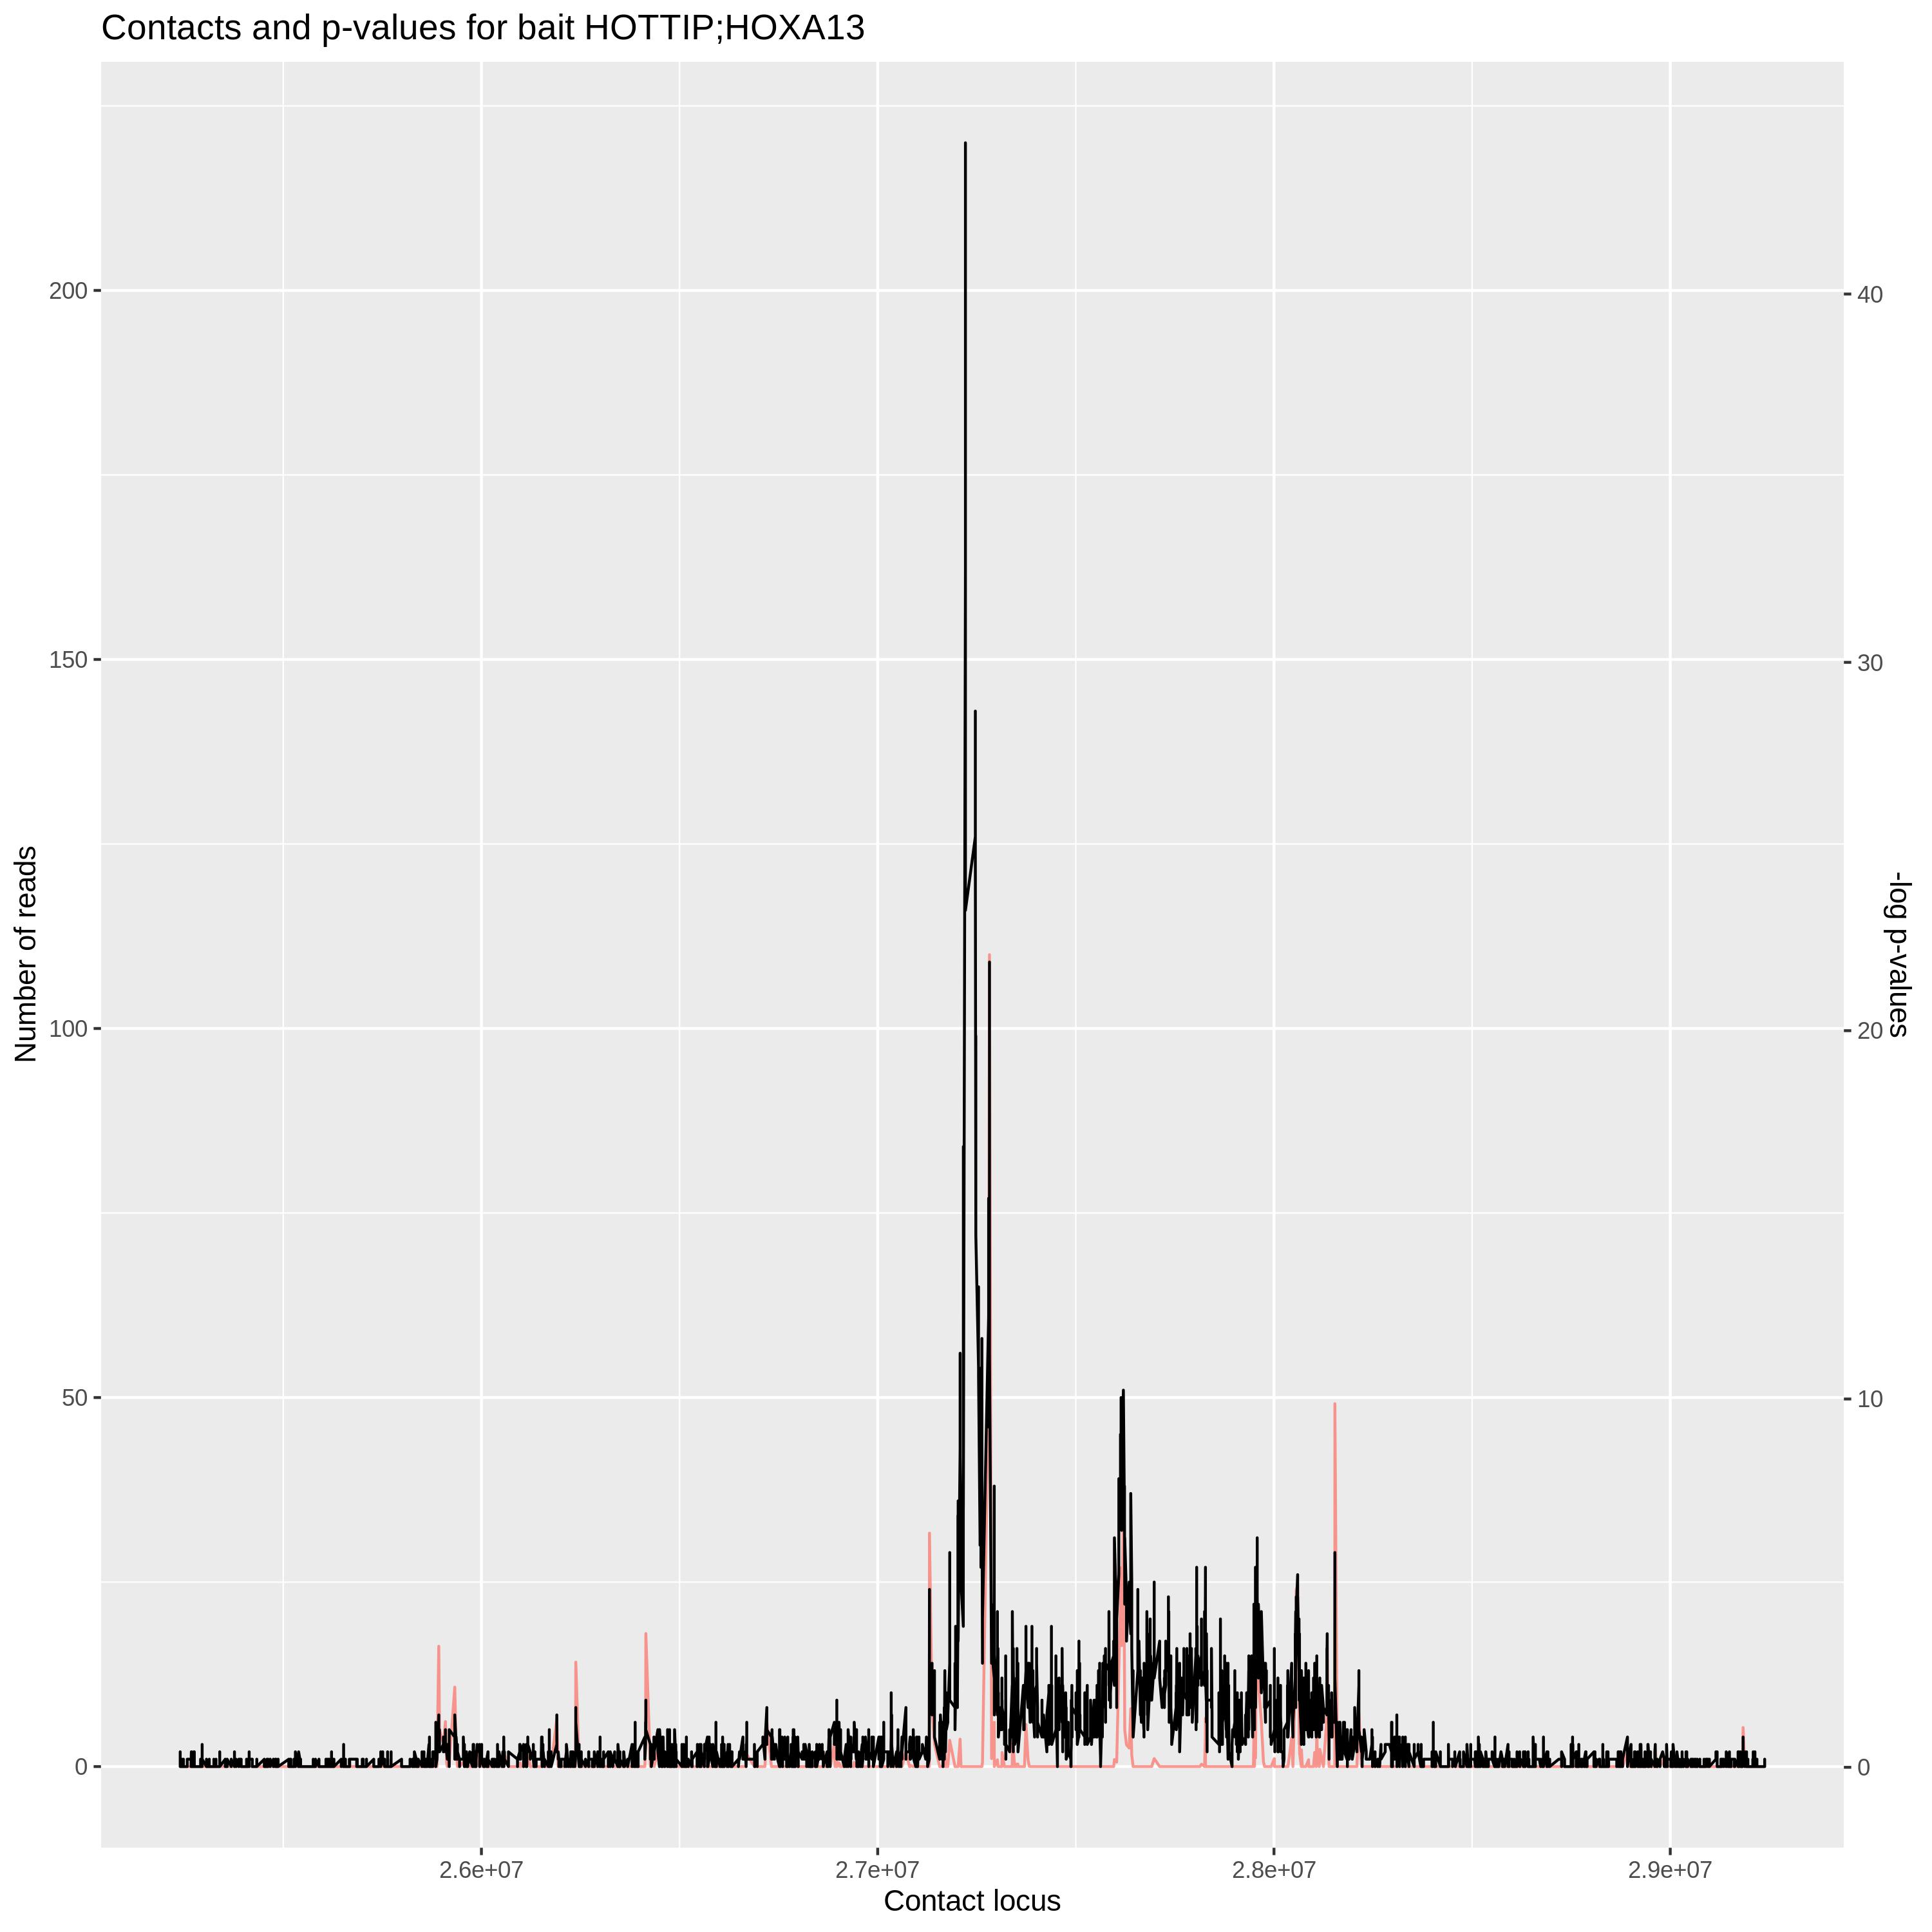 Contacts and p-values for bait HOTTIP;HOXA13
200
150
100
50
0
Number of reads
40
30
20
10
0
-log p-values
2.6e+07
2.7e+07
2.8e+07
2.9e+07
Contact locus